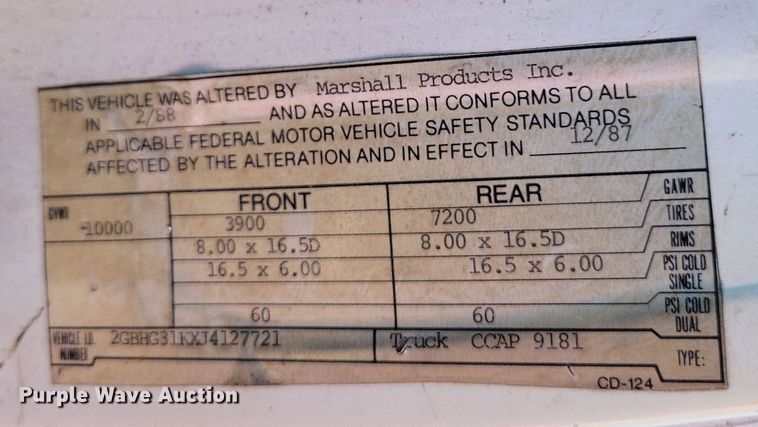 THIS VEHICLE WAS ALTERED BY Marshall Products Inc.
IN 2/88 AND AS ALTERED IT CONFORMS TO ALL
APPLICABLE FEDERAL MOTOR VEHICLE SAFETY STANDARDS
AFFECTED BY THE ALTERATION AND IN EFFECT IN 12/87
FRONT REAR GAWR
GVWR 10000 3900 7200 TIRES
8.00 x 16.5D 8.00 x 16.5D RIMS
16.5 x 6.00 16.5 x 6.00 PSI COLD SINGLE
60 60 PSI COLD DUAL
VEHICLE I.D. NUMBER 2GBHG31KXJ4127721 Truck CCAP 9181 TYPE:
CD-124
Purple Wave Auction